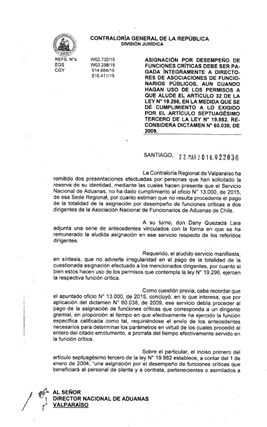 CONTRALORÍA GENERAL DE LA REPÚBLICA
DIVISIÓN JURÍDICA
REFS. N°s W02.732/15
EGS W03.258/15
CGY 514.664/15
515.411/15
ASIGNACIÓN POR DESEMPEÑO DE
FUNCIONES CRÍTICAS DEBE SER PA-
GADA ÍNTEGRAMENTE A DIRECTO-
RES DE ASOCIACIONES DE FUNCIONA-
RIOS PÚBLICOS, AUN CUANDO
HAGAN USO DE LOS PERMISOS A
QUE ALUDE EL ARTÍCULO 32 DE LA
LEY N° 19.296, EN LA MEDIDA QUE SE
DÉ CUMPLIMIENTO A LO EXIGIDO
POR EL ARTÍCULO SEPTUAGÉSIMO
TERCERO DE LA LEY N° 19.882. RE-
CONSIDERA DICTAMEN N° 60.038, DE
2009.
SANTIAGO, 22. MAR 2016*022036
La Contraloría Regional de Valparaíso ha
remitido dos presentaciones efectuadas por personas que han solicitado la
reserva de su identidad, mediante las cuales hacen presente que el Servicio
Nacional de Aduanas, no ha dado cumplimiento al oficio N° 13.000, de 2015,
de esa Sede Regional, por cuanto estiman que no resulta procedente el pago
de la totalidad de la asignación por desempeño de funciones críticas a dos
dirigentes de la Asociación Nacional de Funcionarios de Aduanas de Chile.
A su turno, don Dany Quezada Lara
adjunta una serie de antecedentes vinculados con la forma en que se ha
remunerado la aludida asignación en ese servicio respecto de los referidos
dirigentes.
Requerido, el aludido servicio manifiesta,
en síntesis, que no advierte irregularidad en el pago de la totalidad de la
cuestionada asignación efectuado a los mencionados dirigentes, por cuanto si
bien estos hacen uso de los permisos que contempla la ley N° 19.296, ejercen
la respectiva función crítica.
Como cuestión previa, cabe recordar que
el apuntado oficio N° 13.000, de 2015, concluyó, en lo que interesa, que por
aplicación del dictamen N° 60.038, de 2009, ese servicio debía proceder al
pago de la asignación de funciones críticas que corresponda a un dirigente
gremial, en proporción al tiempo en que efectivamente ha ejercido la función
específica calificada como tal, requiriéndose el envío de los antecedentes
necesarios para determinar los parámetros en virtud de los cuales procedió al
entero del citado emolumento, a prorrata del tiempo efectivamente servido en
la función crítica.
Sobre el particular, el inciso primero del
artículo septuagésimo tercero de la ley N° 19.882 establece, a contar del 1 de
enero de 2004, "una asignación por el desempeño de funciones críticas que
beneficiará al personal de planta y a contrata, pertenecientes o asimilados a
AL SEÑOR
DIRECTOR NACIONAL DE ADUANAS
VALPARAÍSO